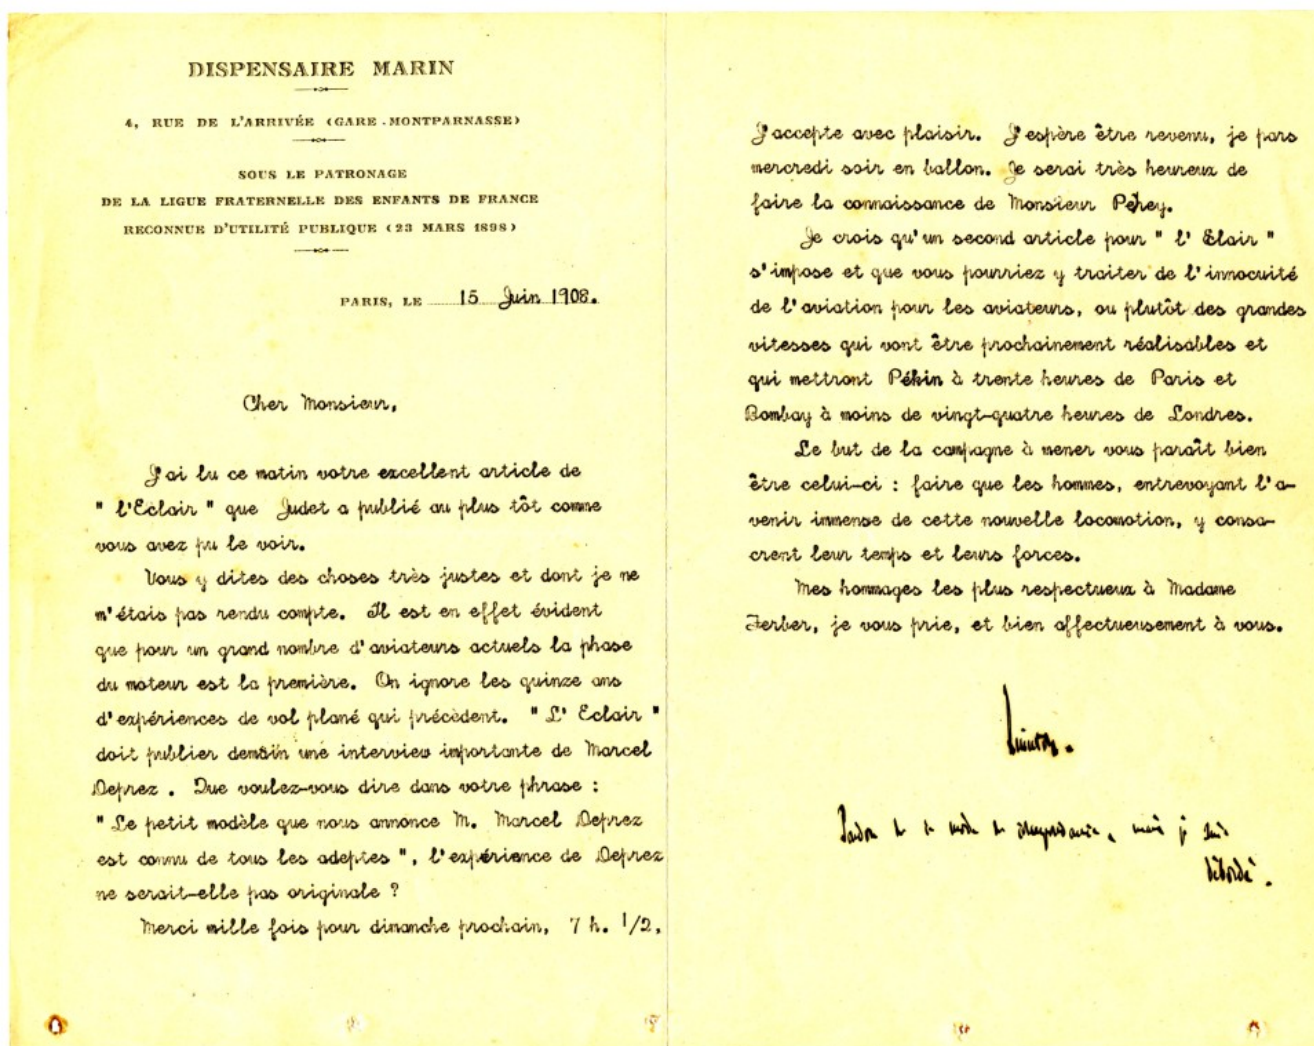 DISPENSAIRE MARIN
4, RUE DE L'ARRIVÉE (GARE-MONTPARNASSE)
SOUS LE PATRONAGE
DE LA LIGUE FRATERNELLE DES ENFANTS DE FRANCE
RECONNUE D'UTILITÉ PUBLIQUE (23 MARS 1898)
PARIS, LE 15 Juin 1908.
Cher Monsieur,
J'ai lu ce matin votre excellent article de
" l'Eclair " que Judet a publié au plus tôt comme
vous avez pu le voir.
Vous y dites des choses très justes et dont je ne
m'étais pas rendu compte. Il est en effet évident
que pour un grand nombre d'aviateurs actuels la phase
du moteur est la première. On ignore les quinze ans
d'expériences de vol plané qui précèdent. " L' Eclair "
doit publier demain une interview importante de Marcel
Deprez . Que voulez-vous dire dans votre phrase :
" Le petit modèle que nous annonce M. Marcel Deprez
est connu de tous les adeptes ", l'expérience de Deprez
ne serait-elle pas originale ?
Merci mille fois pour dimanche prochain, 7 h. 1/2.
J'accepte avec plaisir. J'espère être revenu, je pars
mercredi soir en ballon. Je serai très heureux de
faire la connaissance de Monsieur
Je crois qu'un second article pour " l' Eclair "
s'impose et que vous pourriez y traiter de l'innocuité
de l'aviation pour les aviateurs, ou plutôt des grandes
vitesses qui vont être prochainement réalisables et
qui mettront Pékin à trente heures de Paris et
Bombay à moins de vingt-quatre heures de Londres.
Le but de la campagne à mener vous paraît bien
être celui-ci : faire que les hommes, entrevoyant l'a-
venir immense de cette nouvelle locomotion, y consa-
crent leur temps et leurs forces.
Mes hommages les plus respectueux à Madame
Ferber, je vous prie, et bien affectueusement à vous.
Quinton.
Pardon de ce mode de correspondance, mais je suis
débordé.